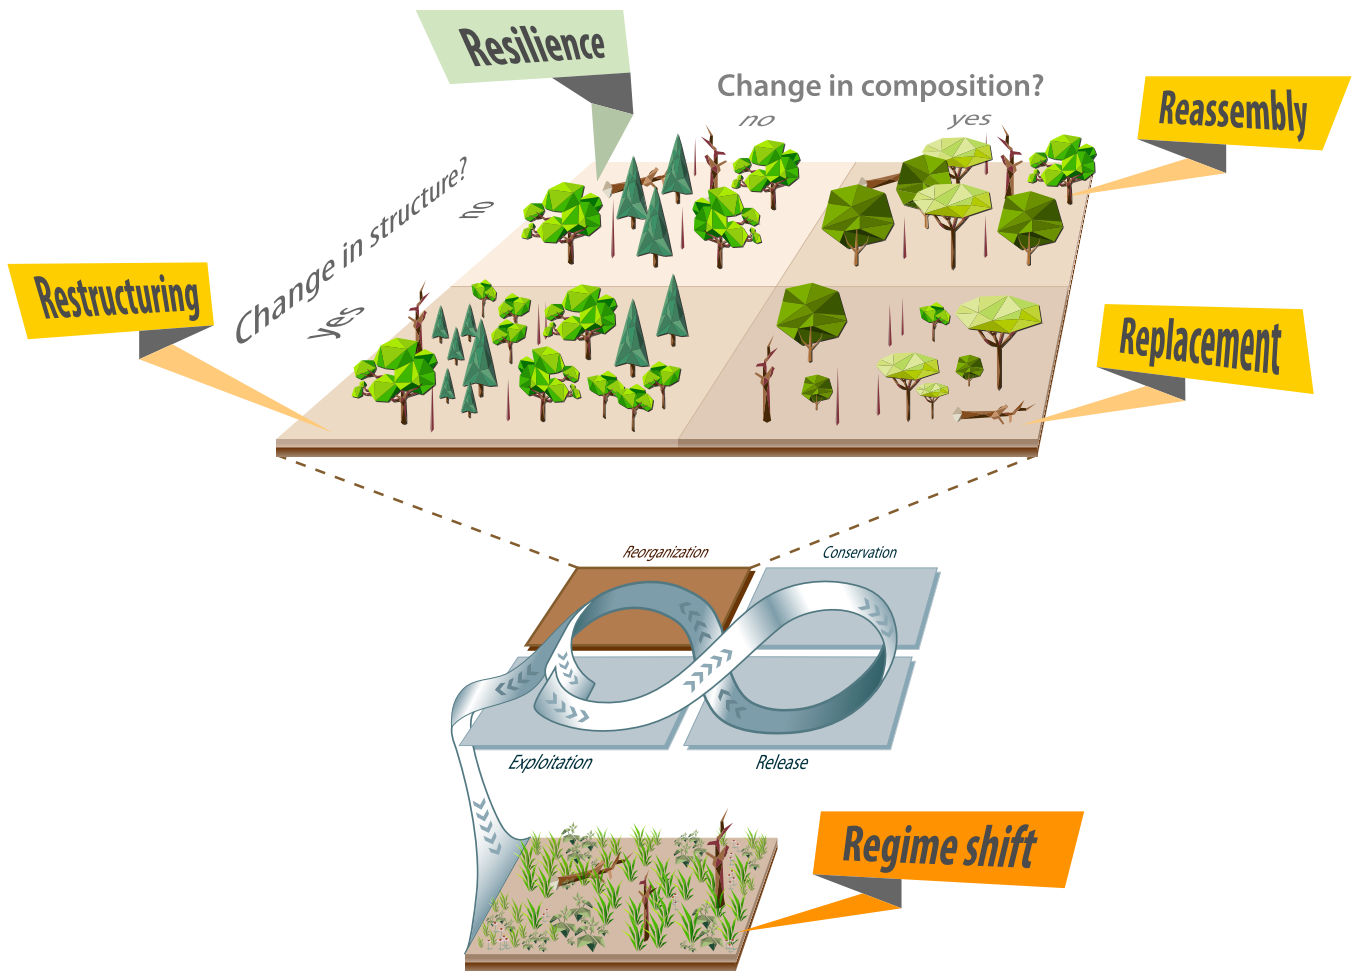 Resilience
Change in composition?
no
yes
Reassembly
Change in structure?
no
yes
Restructuring
Replacement
Reorganization
Conservation
Exploitation
Release
Regime shift